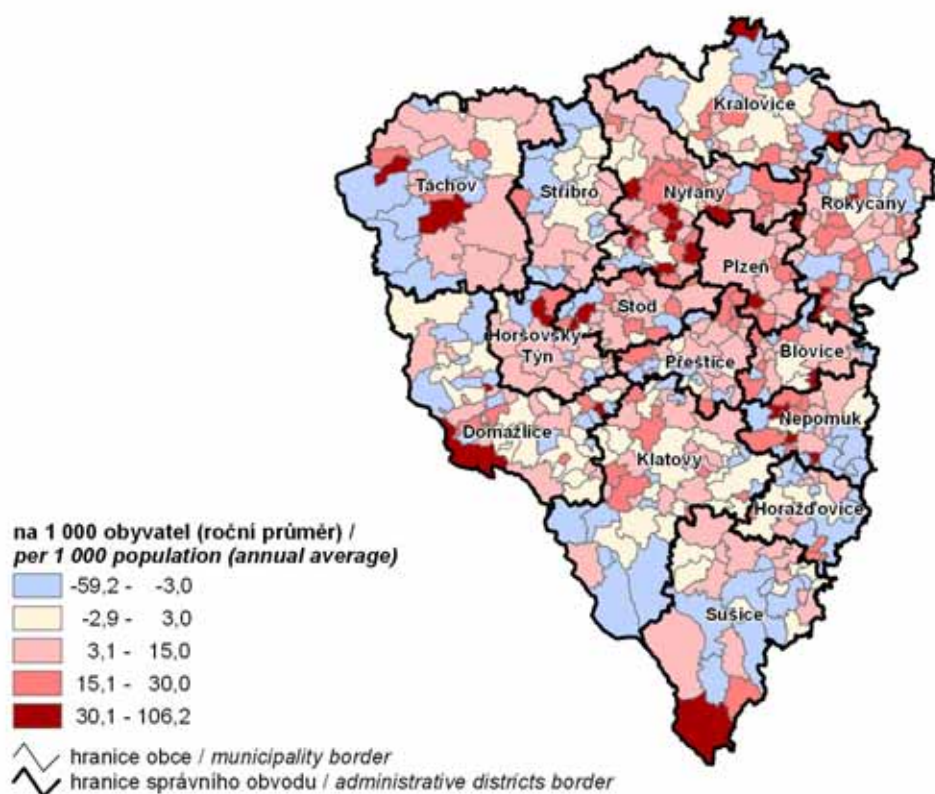 Kralovice
Tachov
Stříbro
Nýřany
Rokycany
Plzeň
Stod
Horšovský
Týn
Přeštice
Blovice
Nepomuk
Domažlice
Klatovy
Horažďovice
Sušice
na 1 000 obyvatel (roční průměr) /
per 1 000 population (annual average)
-59,2 - -3,0
-2,9 - 3,0
3,1 - 15,0
15,1 - 30,0
30,1 - 106,2
hranice obce / municipality border
hranice správního obvodu / administrative districts border